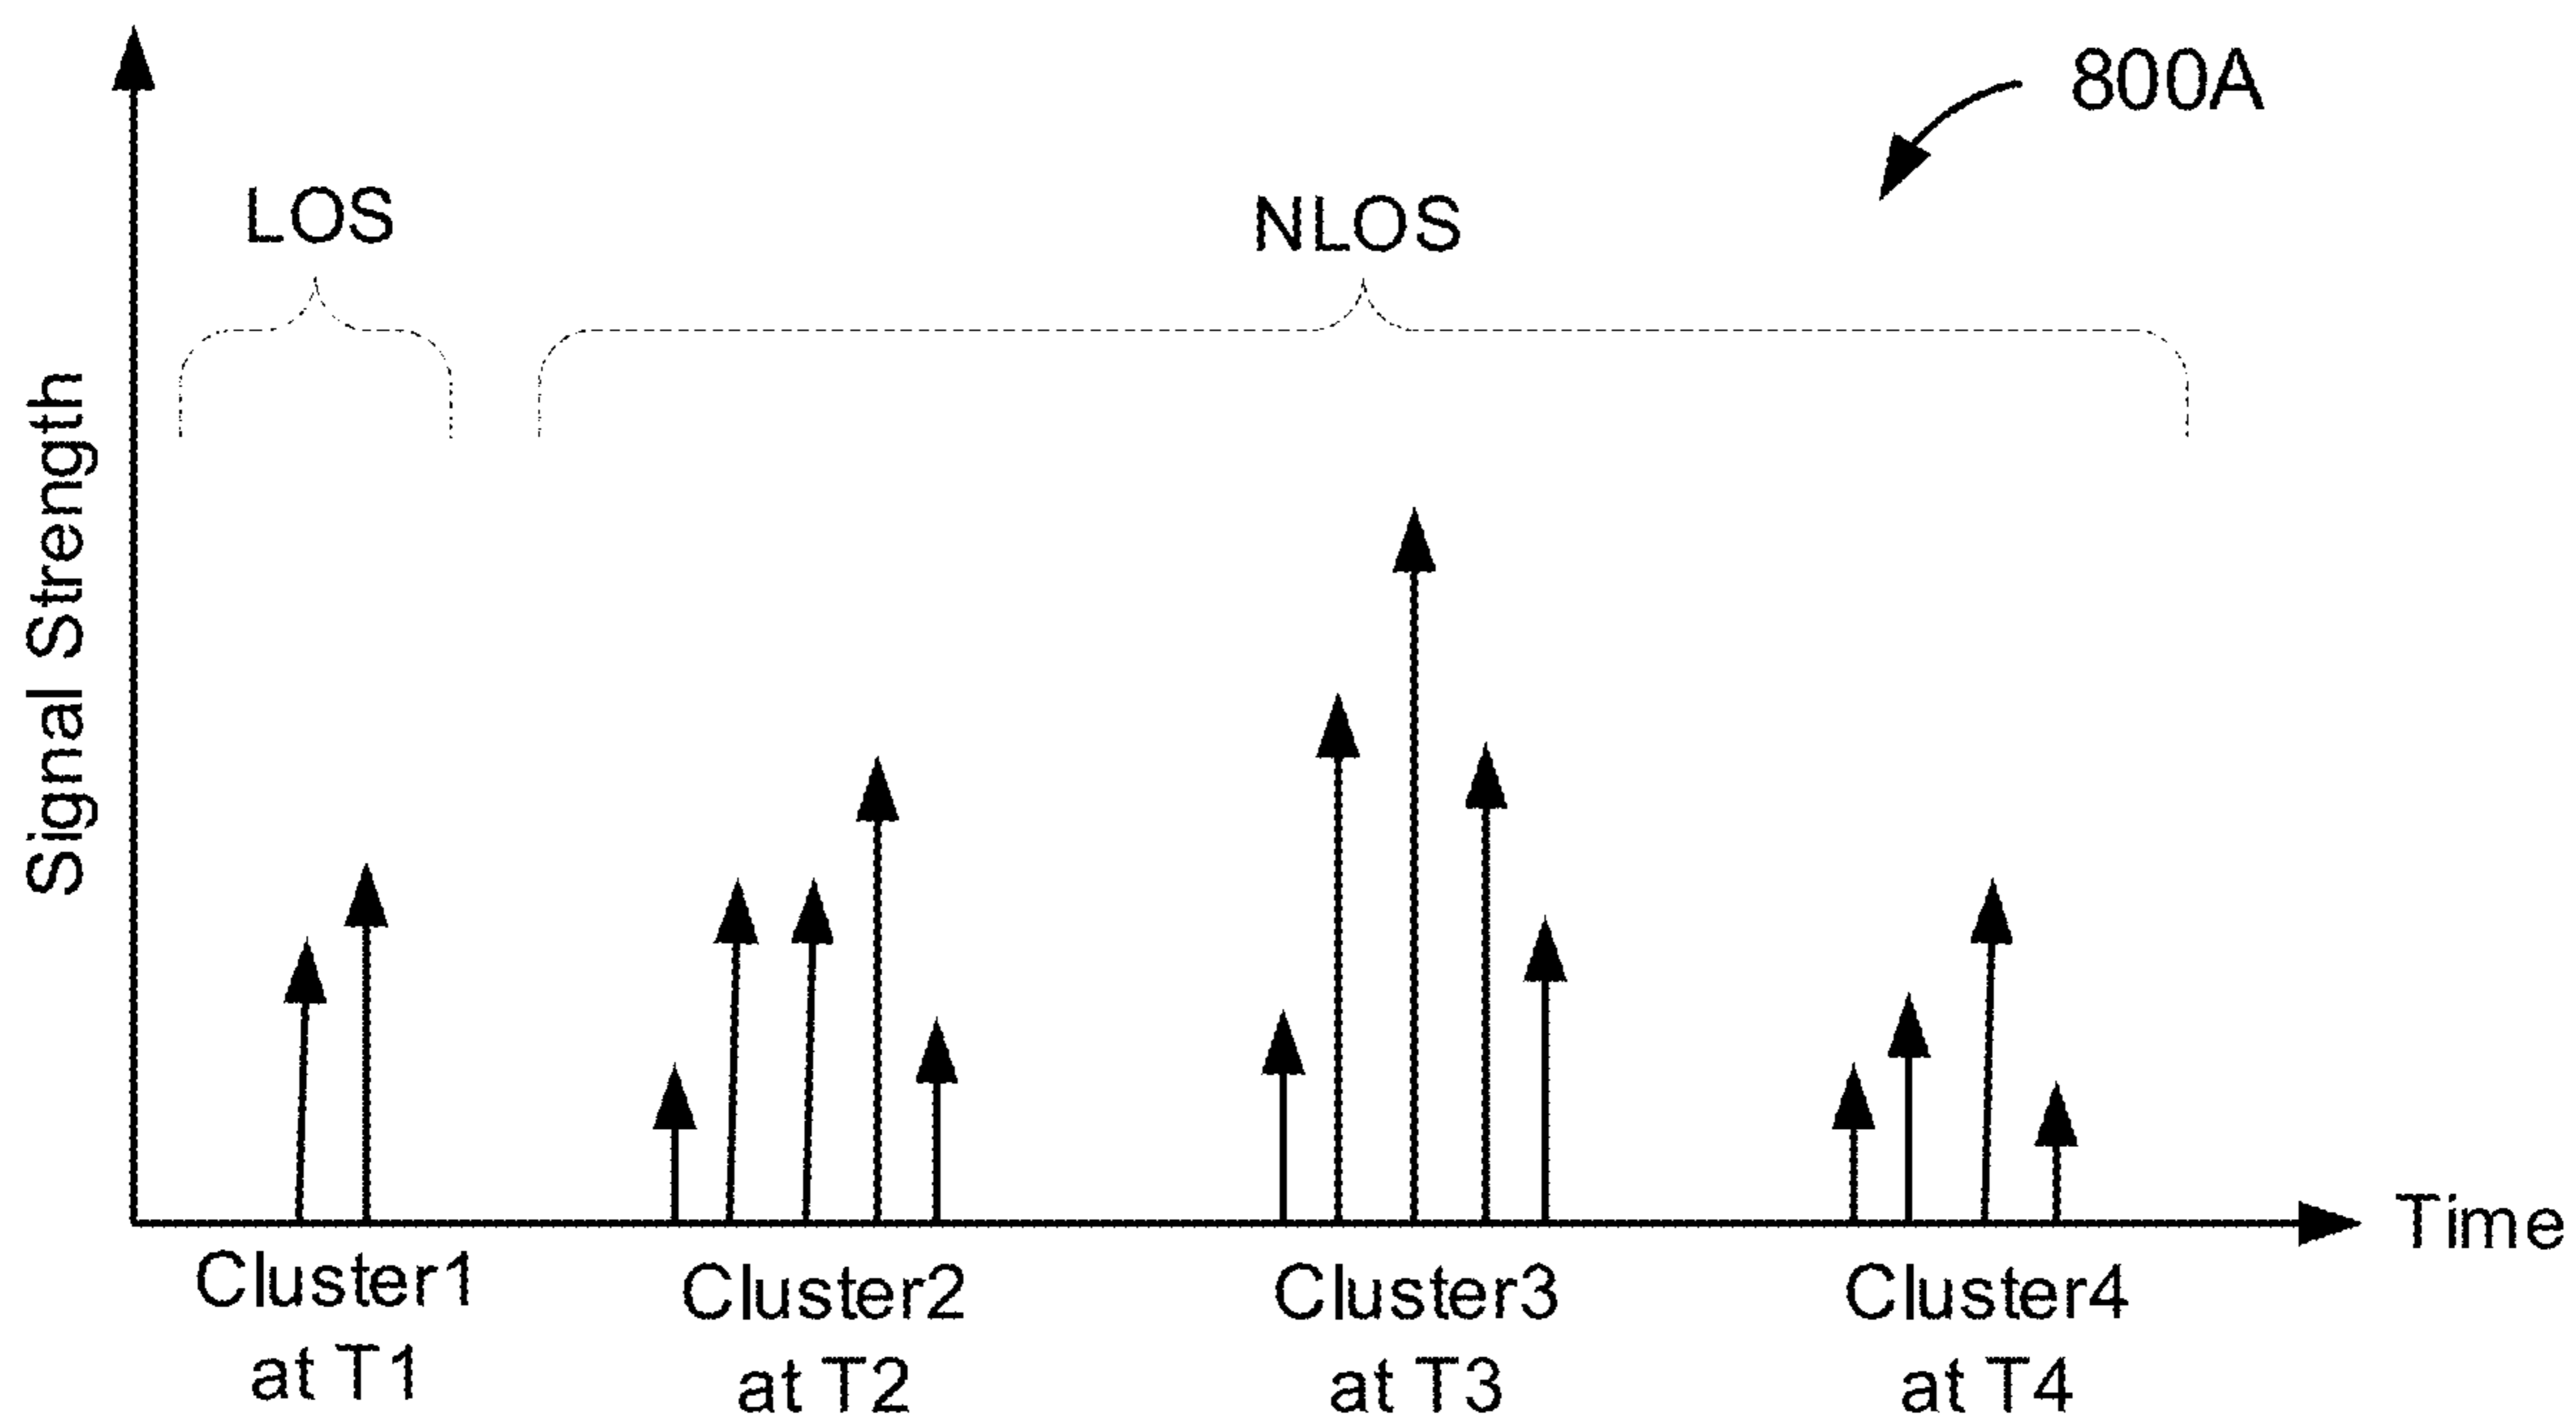 800A
LOS
NLOS
Signal Strength
Time
Cluster1
at T1
Cluster2
at T2
Cluster3
at T3
Cluster4
at T4